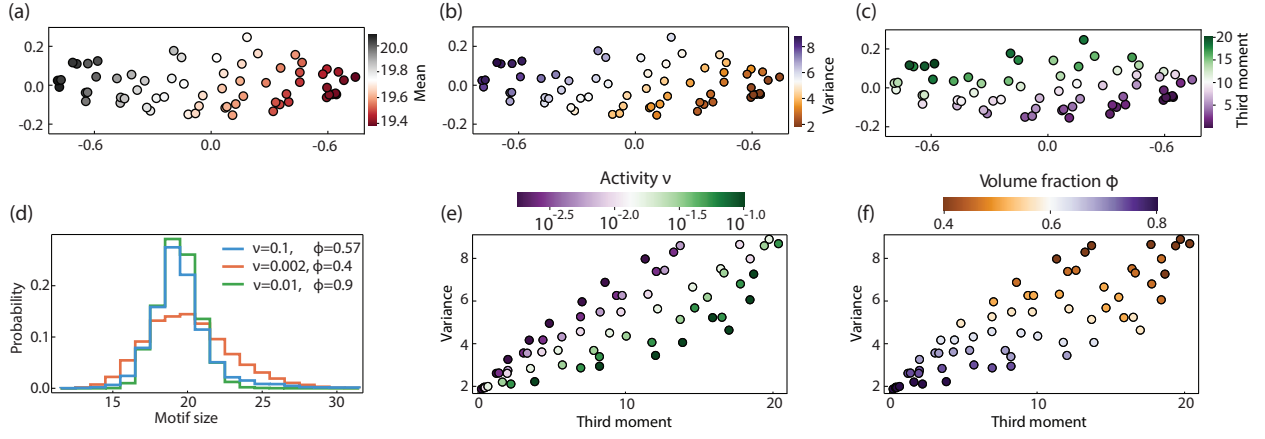 (a)
0.2
0.0
-0.2
-0.6
0.0
-0.6
20.0
19.8
19.6
19.4
Mean
(b)
0.2
0.0
-0.2
-0.6
0.0
-0.6
8
6
4
2
Variance
(c)
0.2
0.0
-0.2
-0.6
0.0
-0.6
20
15
10
5
Third moment
(d)
ν=0.1, ϕ=0.57
ν=0.002, ϕ=0.4
ν=0.01, ϕ=0.9
Probability
0.2
0.1
0.0
15
20
25
30
Motif size
Activity ν
10^-2.5
10^-2.0
10^-1.5
10^-1.0
(e)
Variance
8
6
4
2
0
10
20
Third moment
Volume fraction ϕ
0.4
0.6
0.8
(f)
Variance
8
6
4
2
0
10
20
Third moment